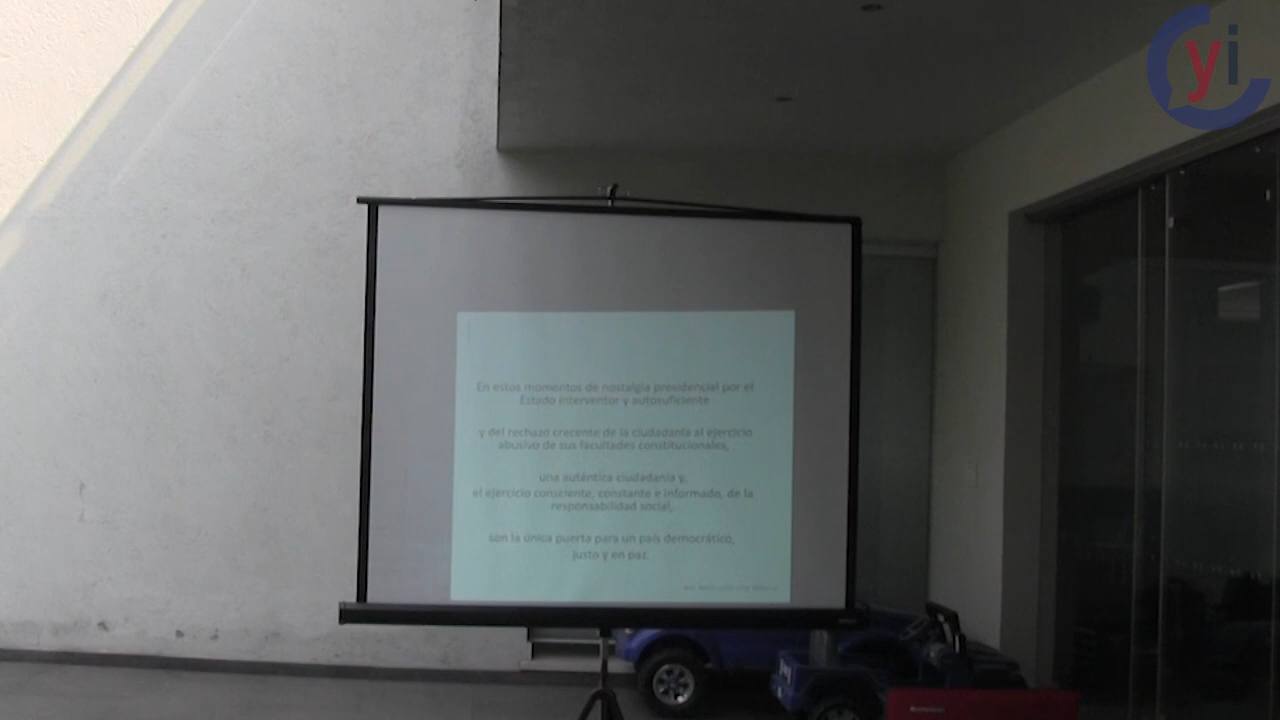 yi
En estos momentos de nostalgia presidencial por el
Estado interventor y autosuficiente
y del rechazo creciente de la ciudadanía al ejercicio
abusivo de sus facultades constitucionales,
una auténtica ciudadanía y,
el ejercicio consciente, constante e informado, de la
responsabilidad social,
son la única puerta para un país democrático,
justo y en paz.